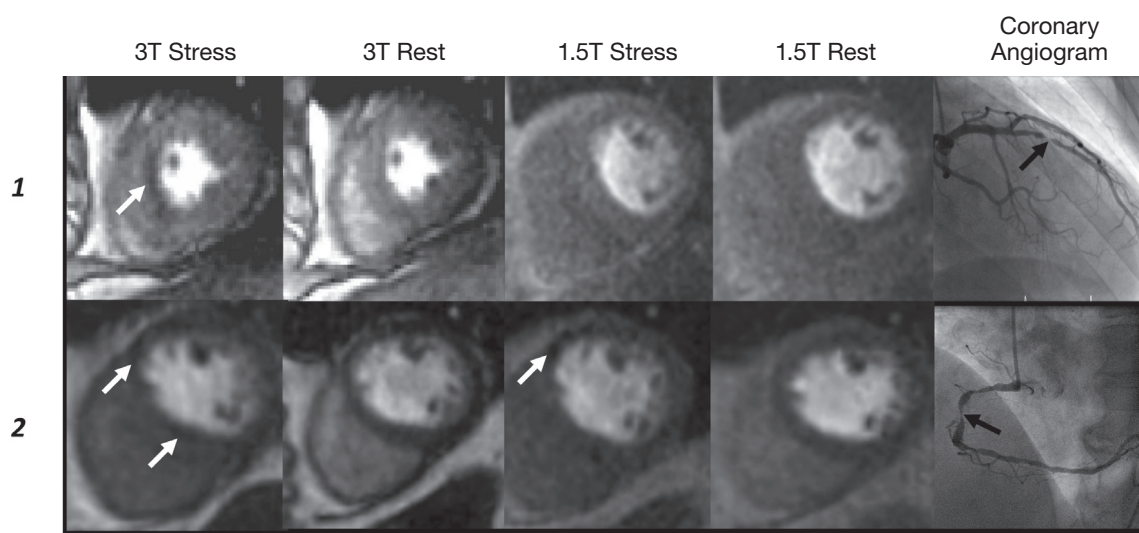 3T Stress
3T Rest
1.5T Stress
1.5T Rest
Coronary
Angiogram
1
2